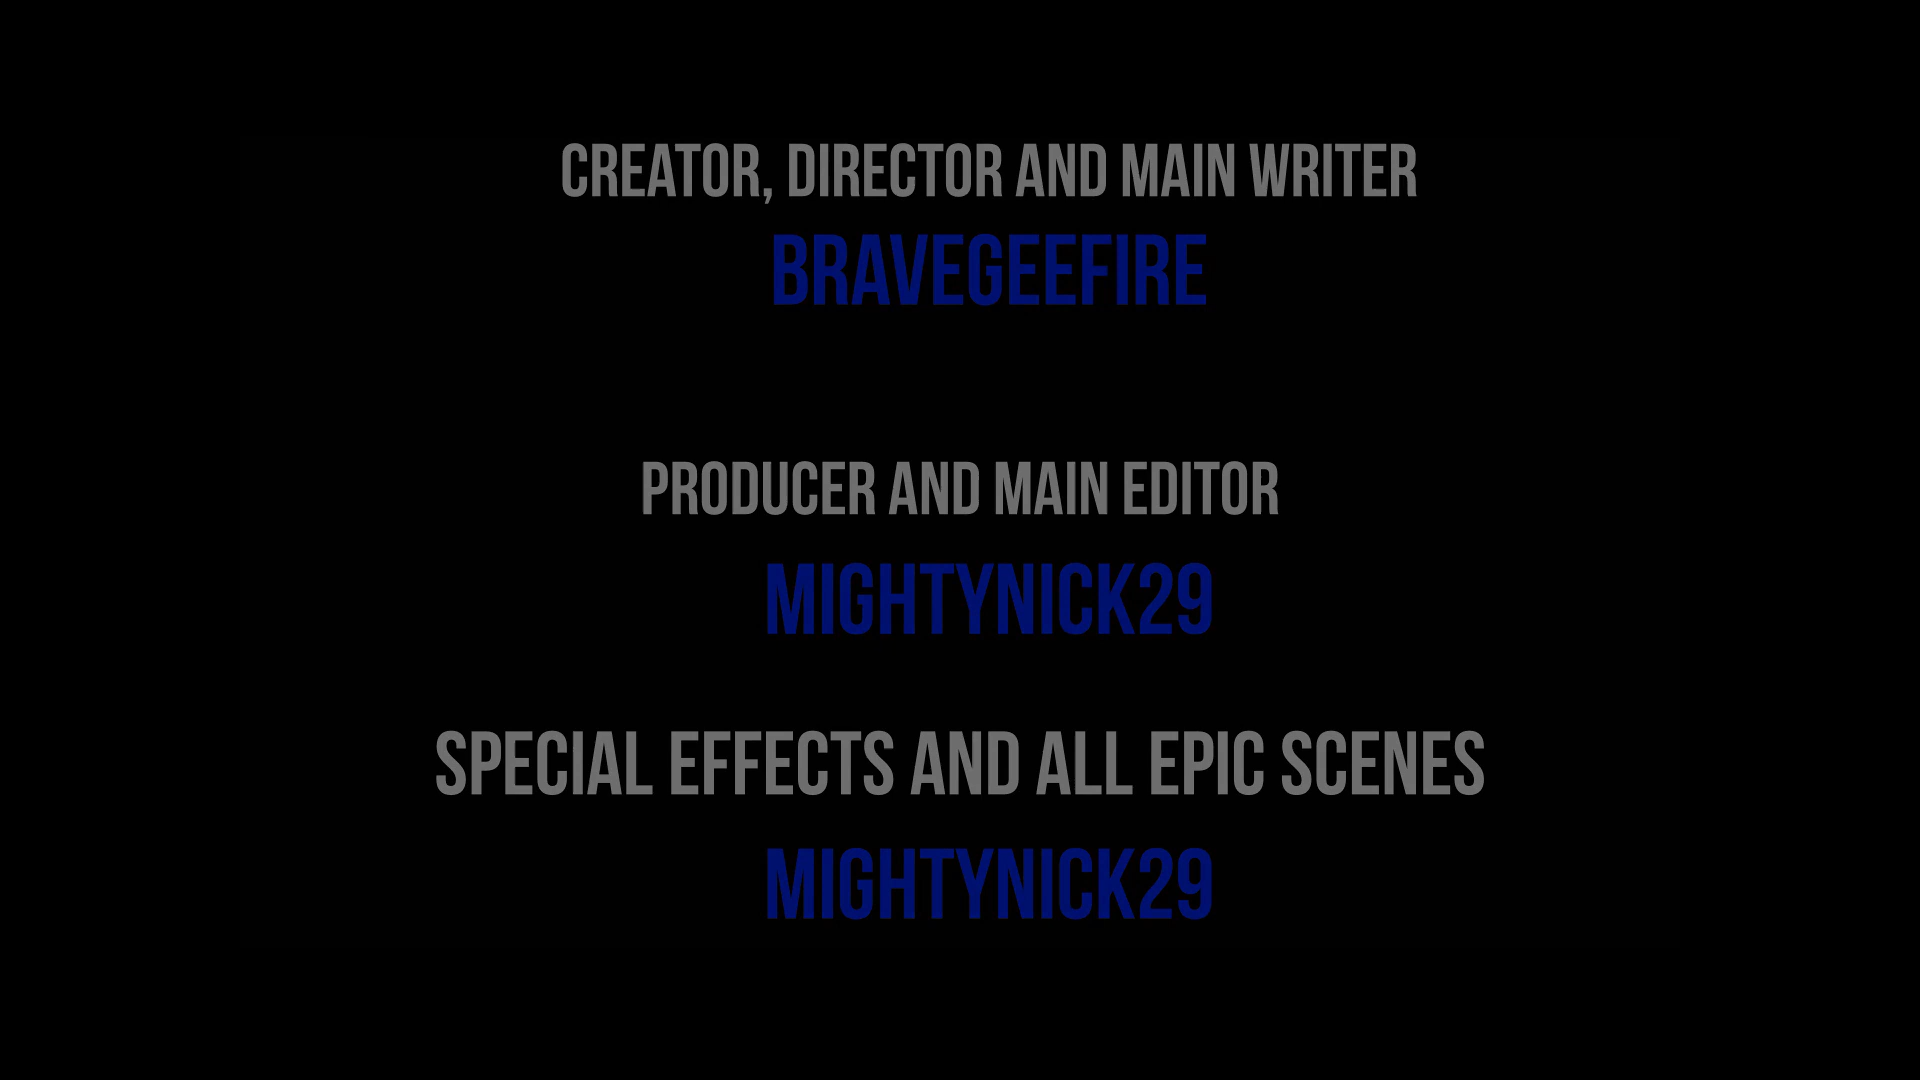 CREATOR, DIRECTOR AND MAIN WRITER
BRAVEGEEFIRE
PRODUCER AND MAIN EDITOR
MIGHTYNICK29
SPECIAL EFFECTS AND ALL EPIC SCENES
MIGHTYNICK29